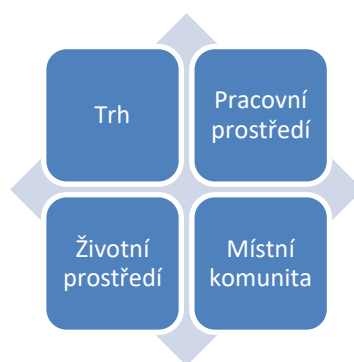 Trh
Pracovní
prostředí
Životní
prostředí
Místní
komunita